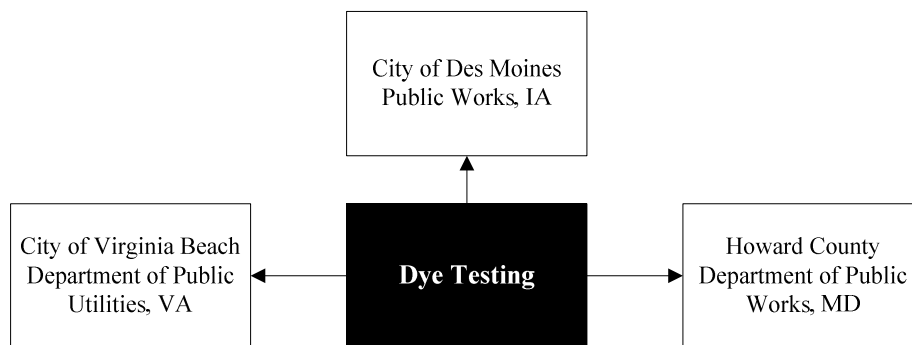 City of Des Moines
Public Works, IA
City of Virginia Beach
Department of Public
Utilities, VA
Dye Testing
Howard County
Department of Public
Works, MD